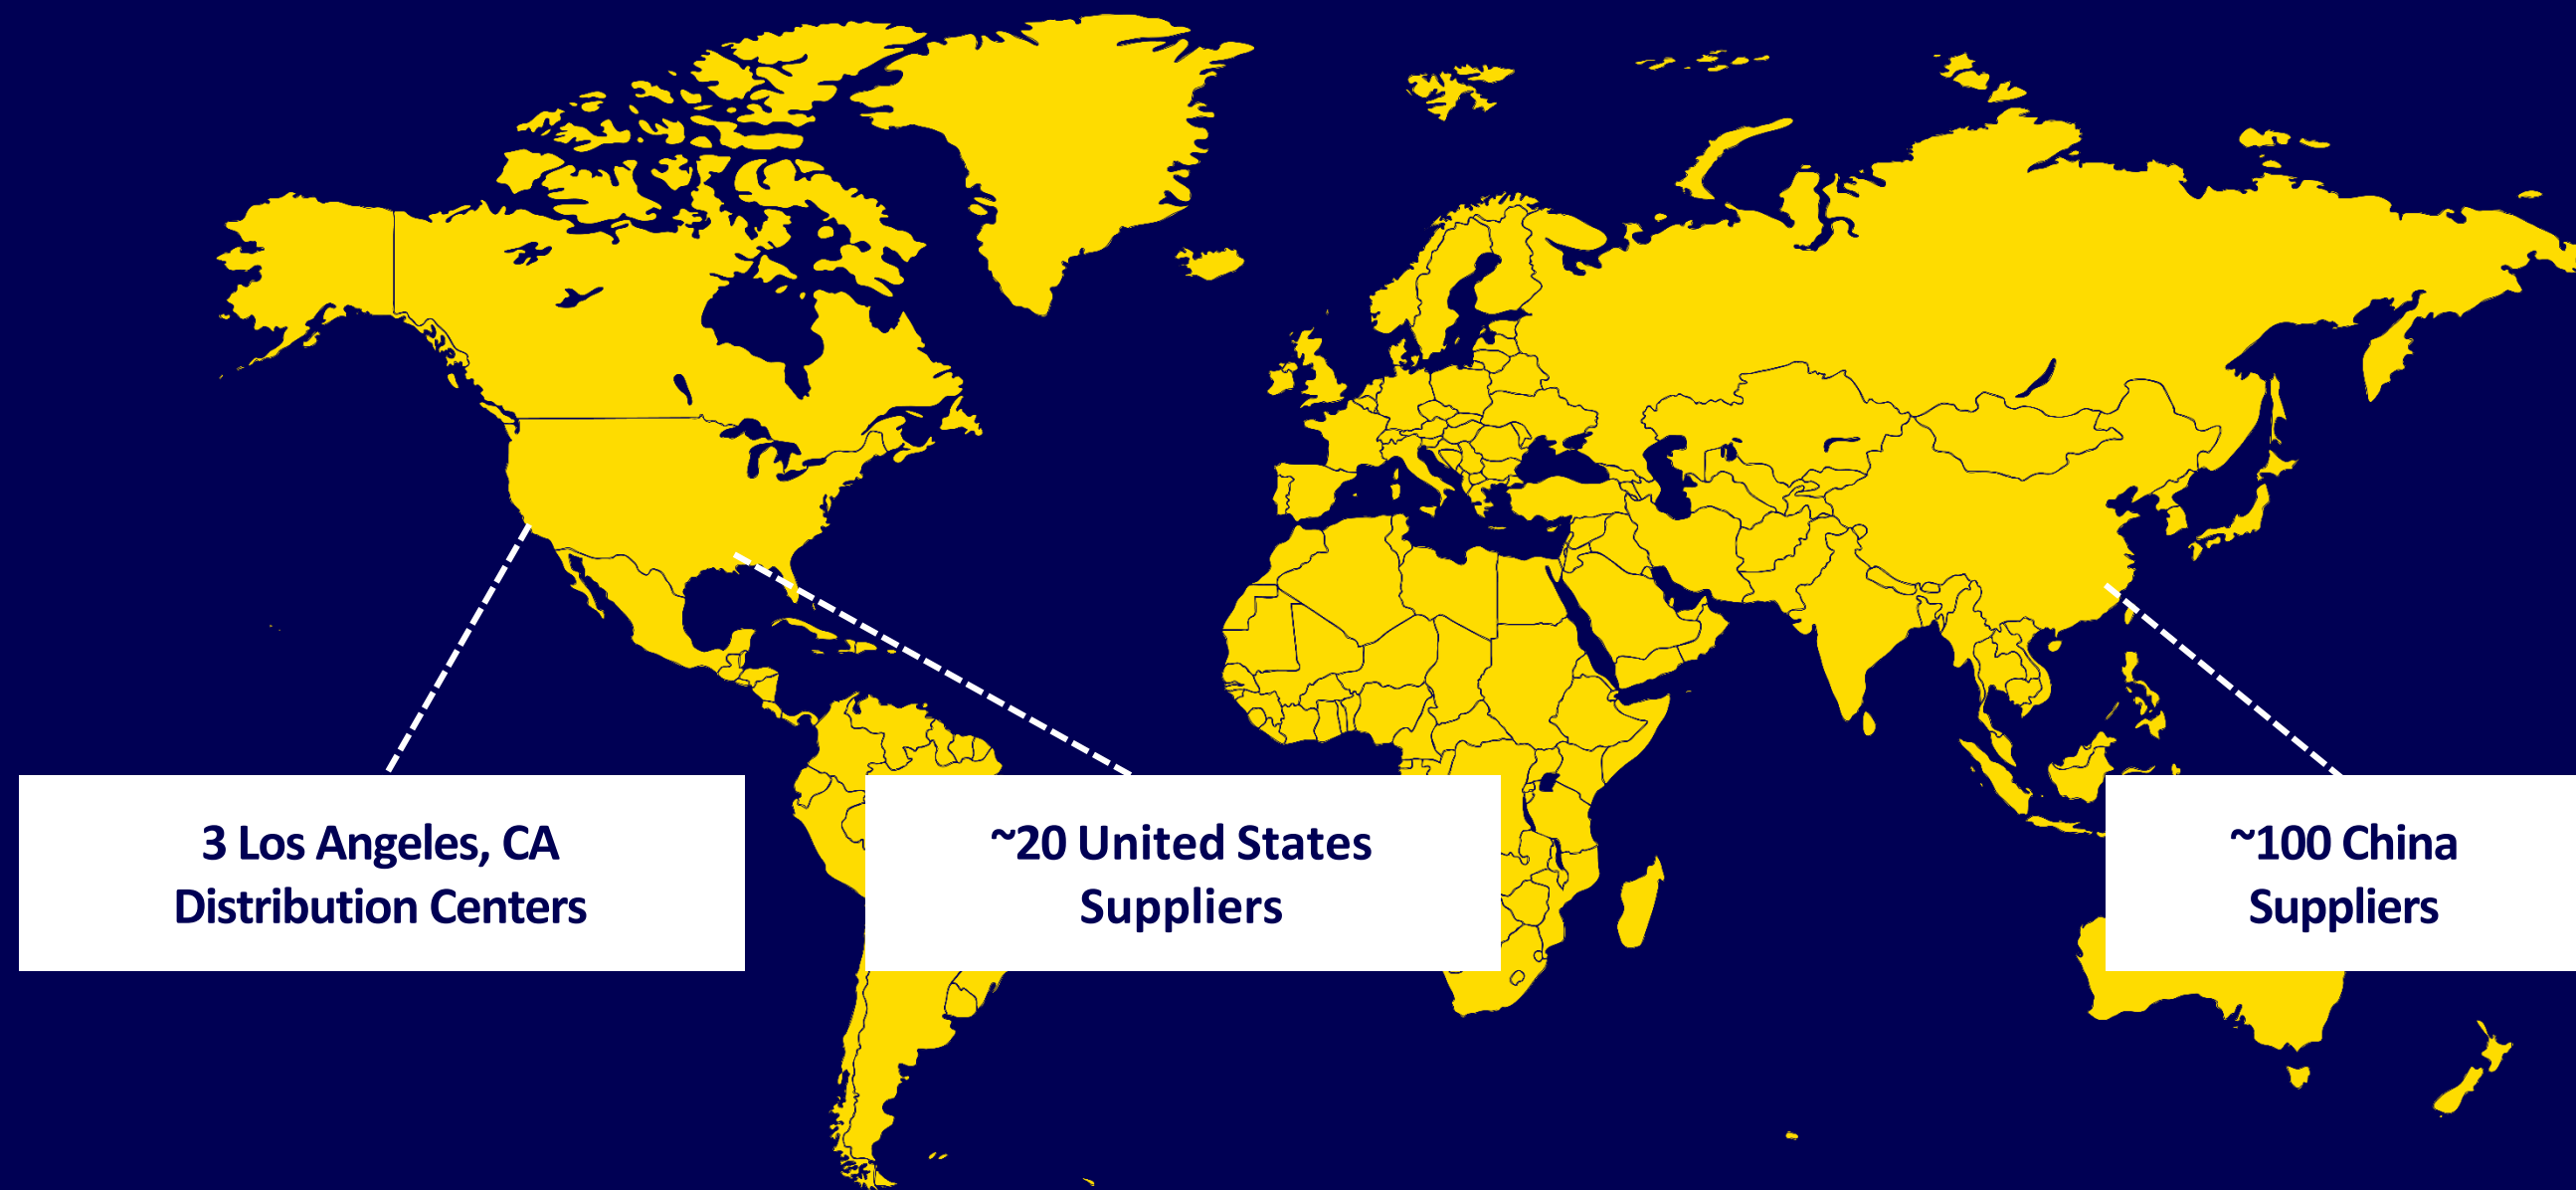 3 Los Angeles, CA
Distribution Centers
~20 United States
Suppliers
~100 China
Suppliers